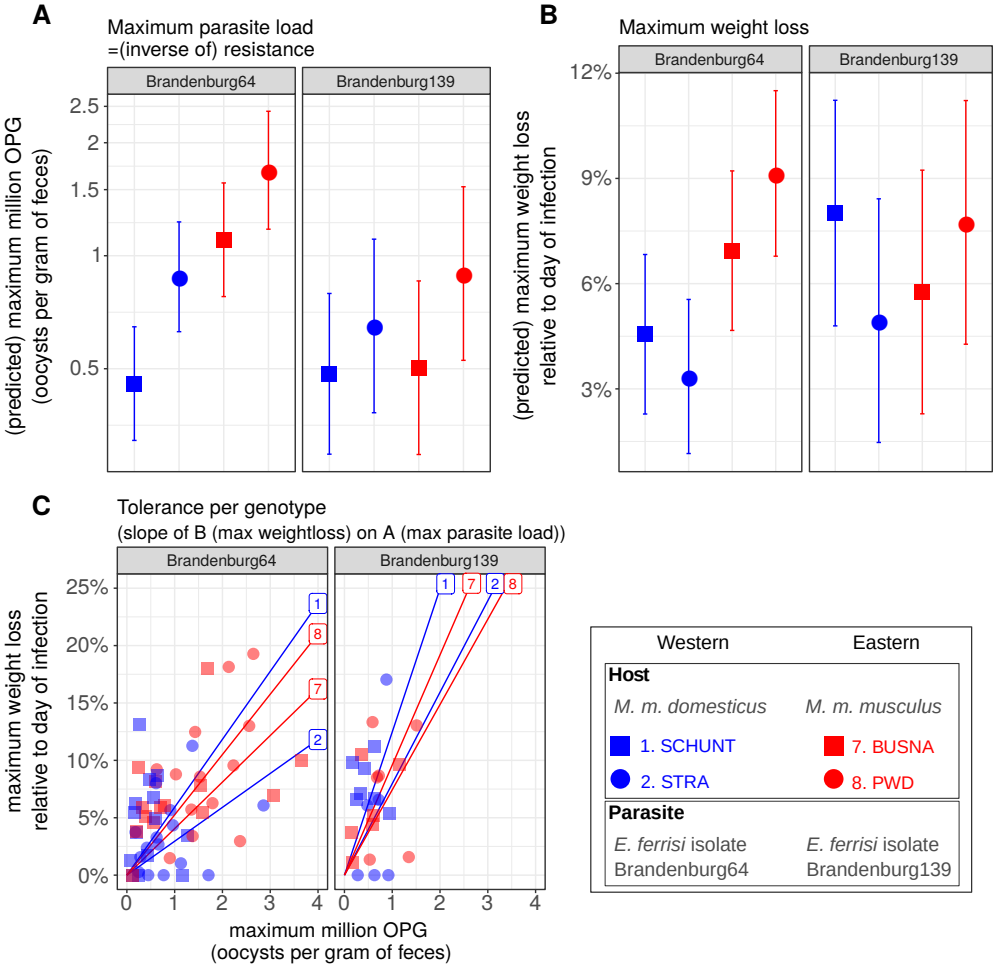 A
Maximum parasite load
=(inverse of) resistance
Brandenburg64
Brandenburg139
(predicted) maximum million OPG
(oocysts per gram of feces)
2.5
2
1.5
1
0.5
B
Maximum weight loss
Brandenburg64
Brandenburg139
(predicted) maximum weight loss
relative to day of infection
12%
9%
6%
3%
C
Tolerance per genotype
(slope of B (max weightloss) on A (max parasite load))
Brandenburg64
Brandenburg139
maximum weight loss
relative to day of infection
25%
20%
15%
10%
5%
0%
1
8
7
2
1
7
2
8
0 1 2 3 4
0 1 2 3 4
maximum million OPG
(oocysts per gram of feces)
Western Eastern
Host
M. m. domesticus M. m. musculus
1. SCHUNT 7. BUSNA
2. STRA 8. PWD
Parasite
E. ferrisi isolate E. ferrisi isolate
Brandenburg64 Brandenburg139